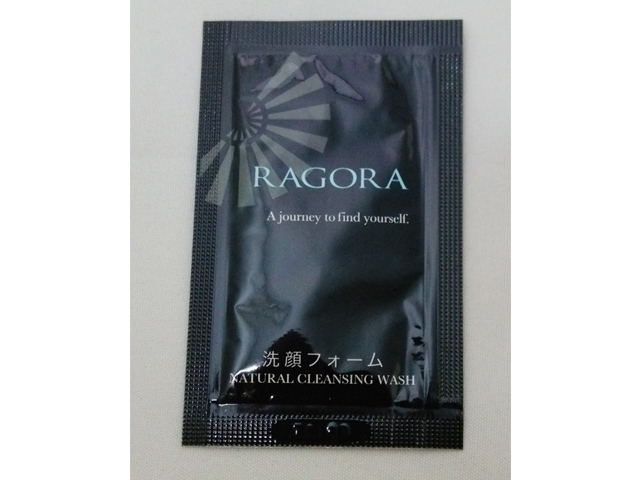 RAGORA
A journey to find yourself.
洗顔フォーム
NATURAL CLEANSING WASH